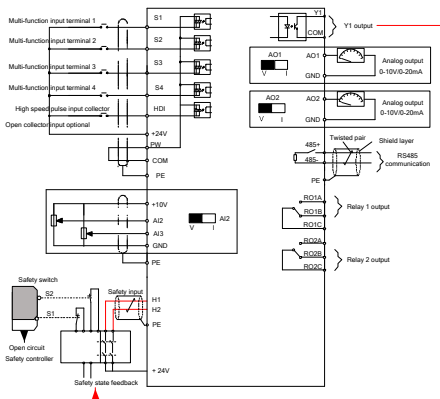 Multi-function input terminal 1
S1
Multi-function input terminal 2
S2
Multi-function input terminal 3
S3
Multi-function input terminal 4
S4
High speed pulse input collector
HDI
Open collector input optional
+24V
PW
COM
PE
+10V
AI2
AI3
GND
PE
AI2
V I
Safety switch
S2
S1
Open circuit
Safety controller
Safety input
H1
H2
PE
+ 24V
Safety state feedback
Y1
COM
Y1 output
AO1
V I
AO1
GND
Analog output
0-10V/0-20mA
AO2
V I
AO2
GND
Analog output
0-10V/0-20mA
Twisted pair
Shield layer
485+
485-
RS485
communication
PE
RO1A
RO1B
RO1C
Relay 1 output
RO2A
RO2B
RO2C
Relay 2 output